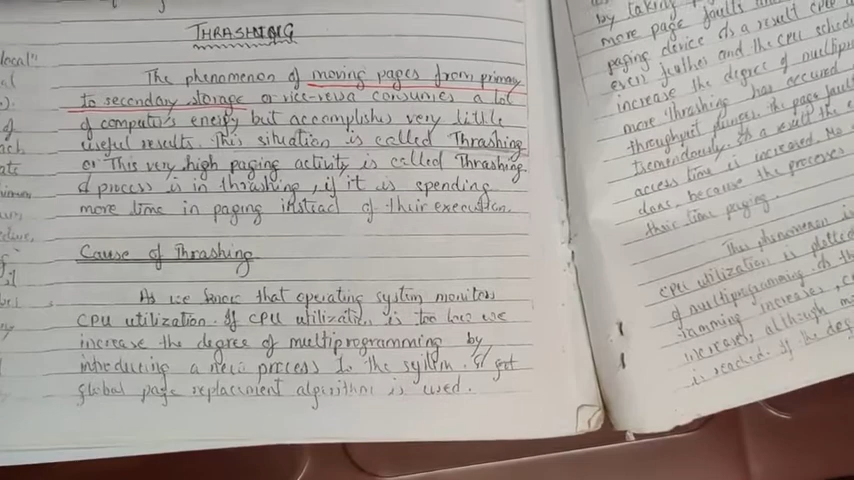 THRASHING
The phenomenon of moving pages from primary
to secondary storage or vice-versa consumes a lot
of computer's energy but accomplishes very little
useful results. This situation is called Thrashing
or This very high paging activity is called Thrashing.
A process is in thrashing, if it is spending
more time in paging instead of their execution.
Cause of Thrashing
As we know that operating system monitors
CPU utilization. If CPU utilization is too low we
increase the degree of multiprogramming by
introducing a new process to the system.
global page replacement algorithm is used.
by taking
more page faults and
paging device as a result CPU
even further and the CPU
increase the degree of
more Thrashing has occured
throughput plunges, the page fault
tremendously. As a result the
access time is increased. No
done, because the processes
their time paging.
This phenomenon is
CPU utilization is plotted
of multiprogramming as the
ramming increases,
increases, although
is reached. If the